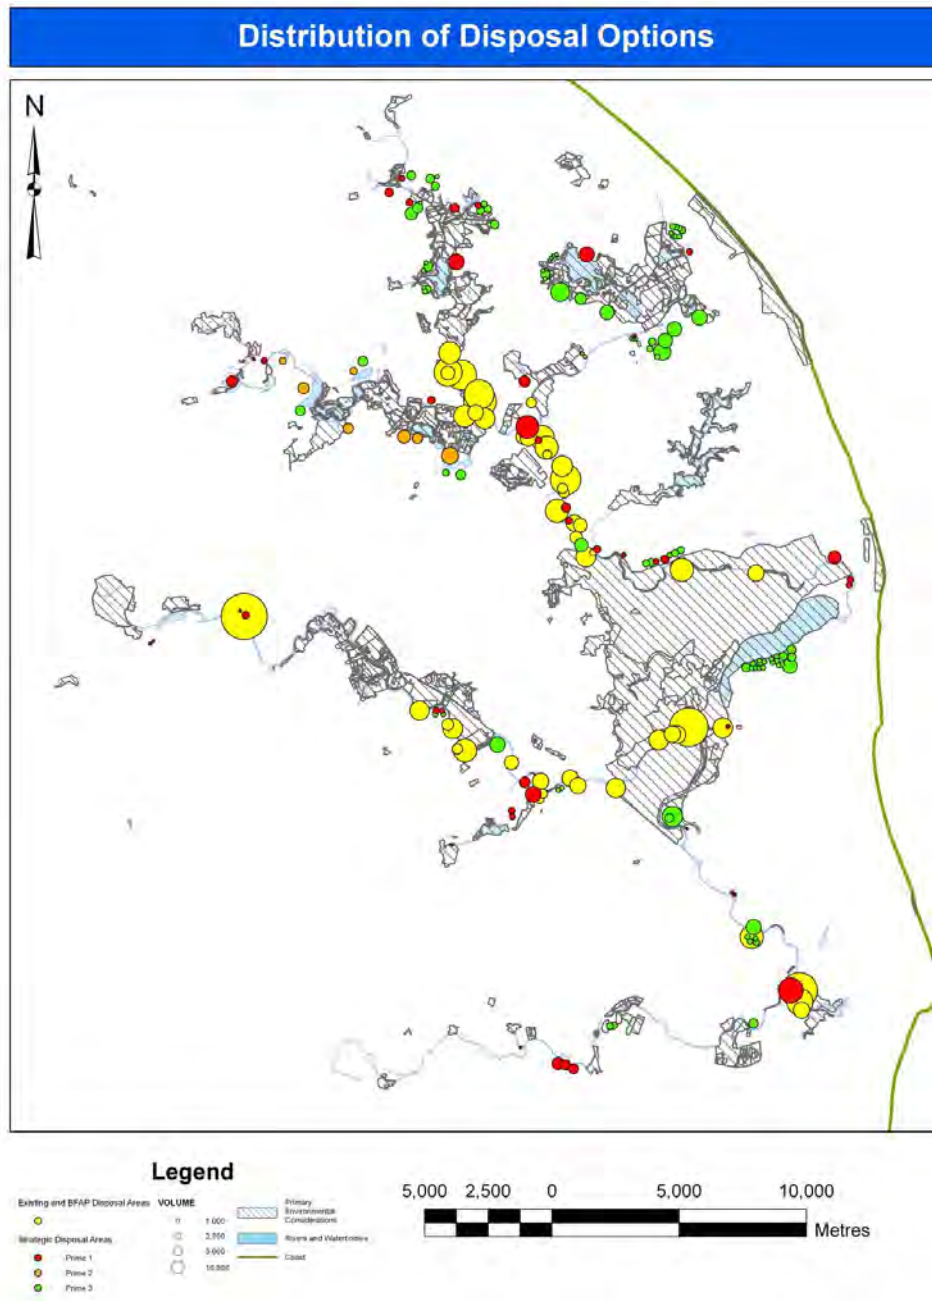 Distribution of Disposal Options
N
Legend
Existing and BFAP Disposal Areas
VOLUME
1,000
2,500
5,000
10,000
Strategic Disposal Areas
Prime 1
Prime 2
Prime 3
Primary
Environmental
Considerations
Rivers and Waterbodies
Coast
5,000 2,500 0 5,000 10,000
Metres